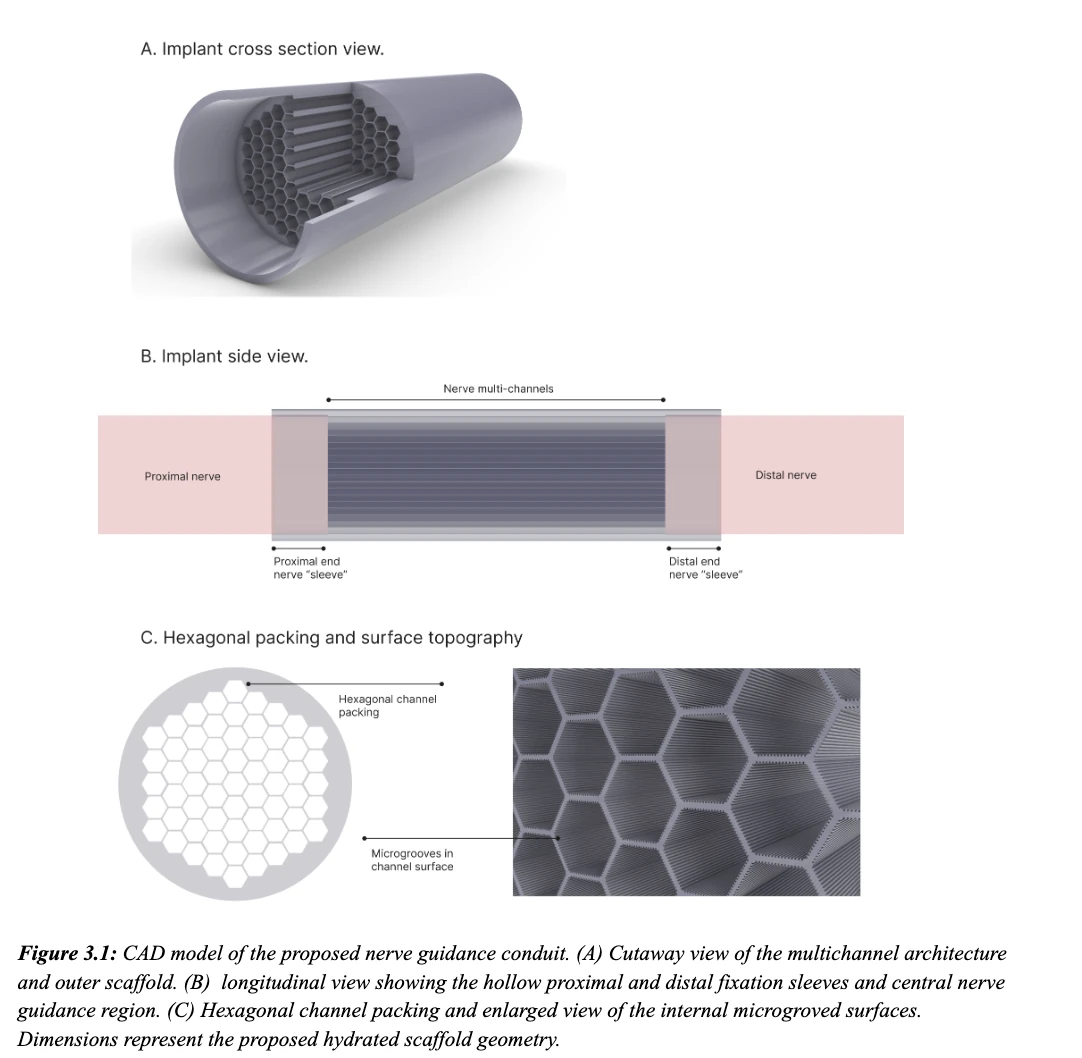 A. Implant cross section view.
B. Implant side view.
Nerve multi-channels
Proximal nerve
Distal nerve
Proximal end
nerve "sleeve"
Distal end
nerve "sleeve"
C. Hexagonal packing and surface topography
Hexagonal channel
packing
Microgrooves in
channel surface
Figure 3.1: CAD model of the proposed nerve guidance conduit. (A) Cutaway view of the multichannel architecture
and outer scaffold. (B) longitudinal view showing the hollow proximal and distal fixation sleeves and central nerve
guidance region. (C) Hexagonal channel packing and enlarged view of the internal microgroved surfaces.
Dimensions represent the proposed hydrated scaffold geometry.